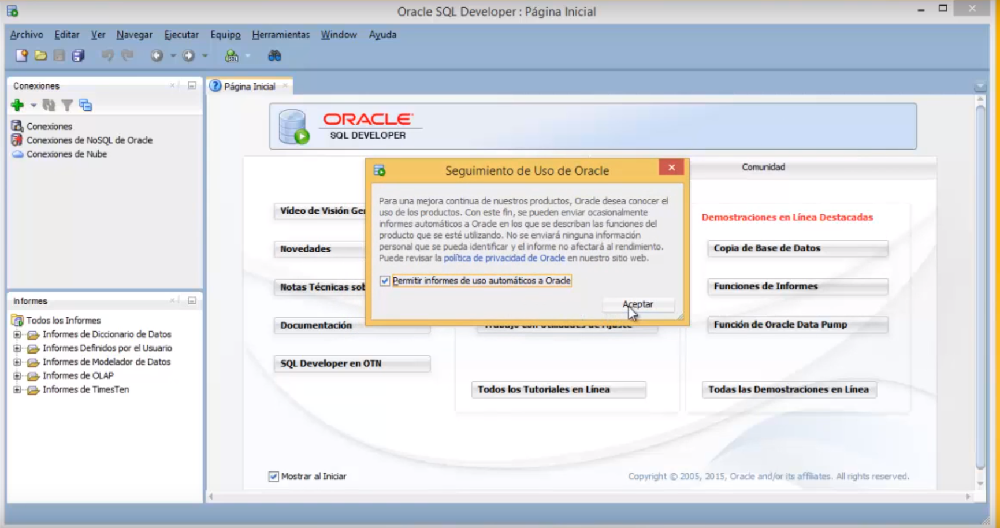 Oracle SQL Developer : Página Inicial
Archivo Editar Ver Navegar Ejecutar Equipo Herramientas Window Ayuda
SQL
Conexiones
Conexiones
Conexiones de NoSQL de Oracle
Conexiones de Nube
Informes
Todos los Informes
Informes de Diccionario de Datos
Informes Definidos por el Usuario
Informes de Modelador de Datos
Informes de OLAP
Informes de TimesTen
Página Inicial
ORACLE
SQL DEVELOPER
Comunidad
Vídeo de Visión Ge
Novedades
Notas Técnicas so
Documentación
SQL Developer en OTN
Seguimiento de Uso de Oracle
Para una mejora continua de nuestros productos, Oracle desea conocer el
uso de los productos. Con este fin, se pueden enviar ocasionalmente
informes automáticos a Oracle en los que se describan las funciones del
producto que se esté utilizando. No se enviará ninguna información
personal que se pueda identificar y el informe no afectará al rendimiento.
Puede revisar la política de privacidad de Oracle en nuestro sitio web.
Permitir informes de uso automáticos a Oracle
Aceptar
Todos los Tutoriales en Línea
Demostraciones en Línea Destacadas
Copia de Base de Datos
Funciones de Informes
Función de Oracle Data Pump
Todas las Demostraciones en Línea
Mostrar al Iniciar
Copyright © 2005, 2015, Oracle and/or its affiliates. All rights reserved.